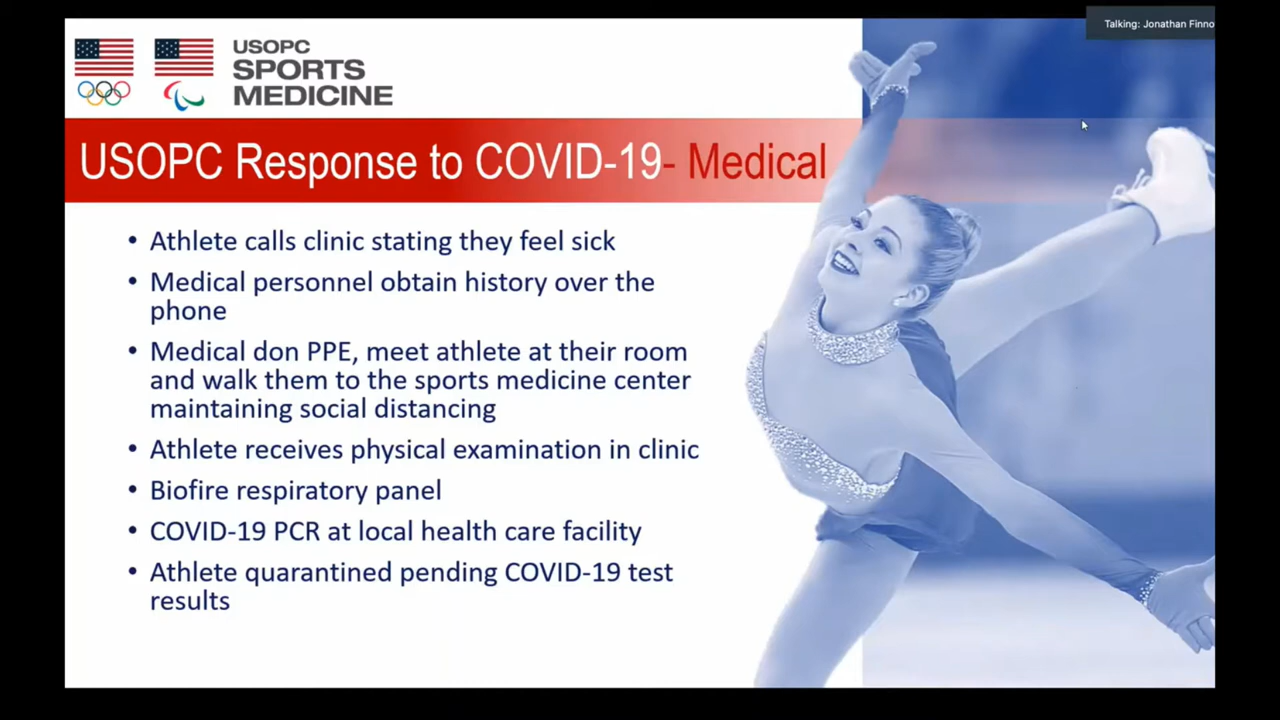 Talking: Jonathan Finno
USOPC
SPORTS
MEDICINE
USOPC Response to COVID-19- Medical
• Athlete calls clinic stating they feel sick
• Medical personnel obtain history over the
phone
• Medical don PPE, meet athlete at their room
and walk them to the sports medicine center
maintaining social distancing
• Athlete receives physical examination in clinic
• Biofire respiratory panel
• COVID-19 PCR at local health care facility
• Athlete quarantined pending COVID-19 test
results